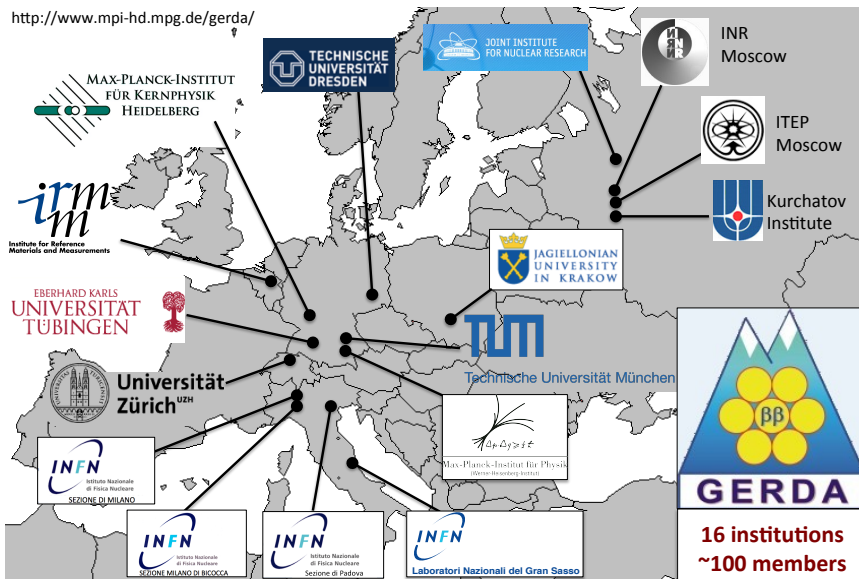 http://www.mpi-hd.mpg.de/gerda/
TECHNISCHE
UNIVERSITÄT
DRESDEN
JOINT INSTITUTE
FOR NUCLEAR RESEARCH
INR
Moscow
MAX-PLANCK-INSTITUT
FÜR KERNPHYSIK
HEIDELBERG
ITEP
Moscow
irmm
Institute for Reference
Materials and Measurements
Kurchatov
Institute
JAGIELLONIAN
UNIVERSITY
IN KRAKOW
EBERHARD KARLS
UNIVERSITÄT
TÜBINGEN
TUM
Technische Universität München
Universität
Zürich UZH
Max-Planck-Institut für Physik
(Werner-Heisenberg-Institut)
ββ
GERDA
INFN
Istituto Nazionale
di Fisica Nucleare
SEZIONE DI MILANO
INFN
Istituto Nazionale
di Fisica Nucleare
SEZIONE MILANO DI BICOCCA
INFN
Istituto Nazionale
di Fisica Nucleare
Sezione di Padova
INFN
Laboratori Nazionali del Gran Sasso
16 institutions
~100 members